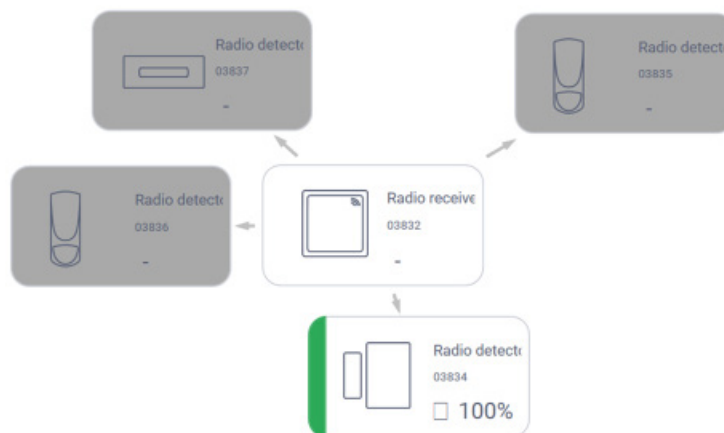 Radio detect
03837
-
Radio detect
03835
-
Radio detect
03836
-
Radio receive
03832
-
Radio detect
03834
100%